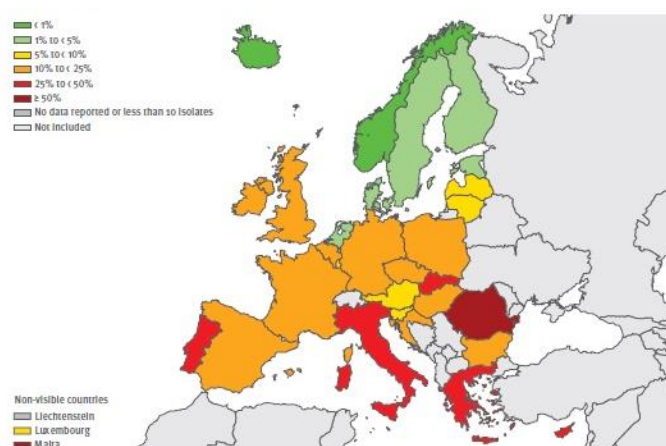 < 1%
1% to < 5%
5% to < 10%
10% to < 25%
25% to < 50%
≥ 50%
No data reported or less than 10 isolates
Not included
Non-visible countries
Liechtenstein
Luxembourg
Malta